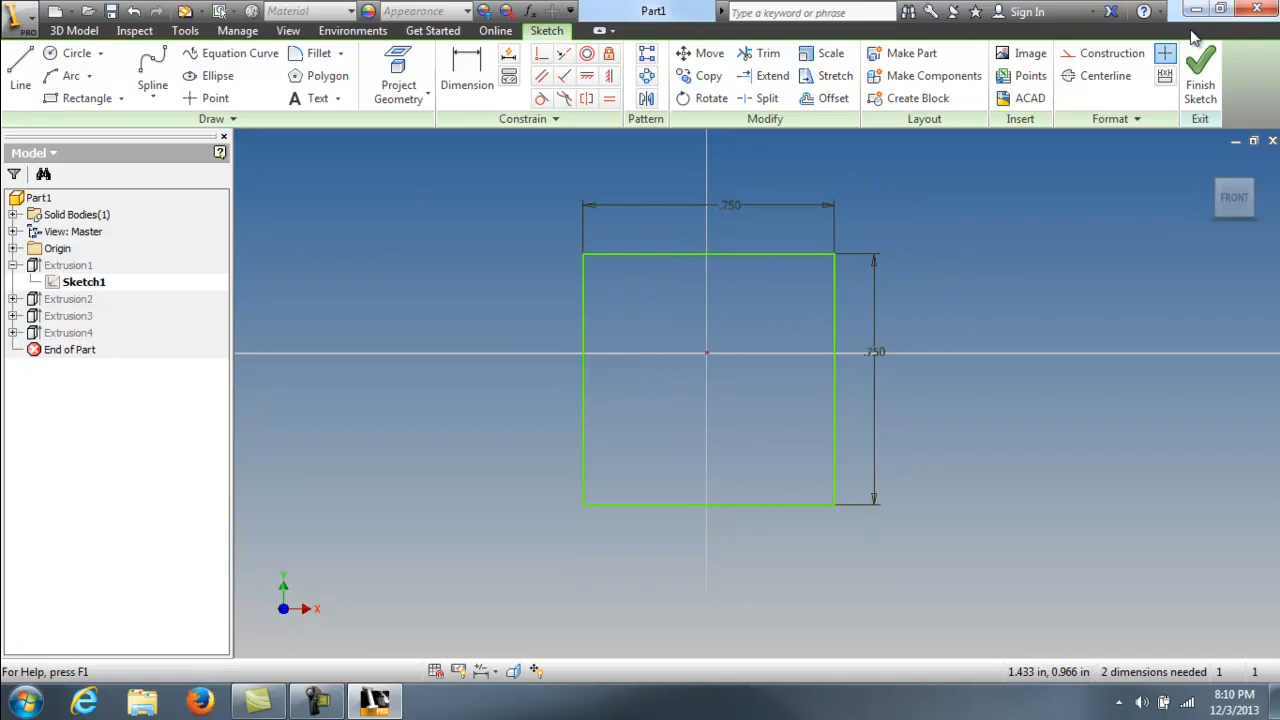 Material
Appearance
Part1
Type a keyword or phrase
Sign In
PRO
3D Model
Inspect
Tools
Manage
View
Environments
Get Started
Online
Sketch
Line
Circle
Arc
Rectangle
Spline
Equation Curve
Ellipse
Point
Fillet
Polygon
Text
Project
Geometry
Dimension
Move
Copy
Rotate
Trim
Extend
Split
Scale
Stretch
Offset
Make Part
Make Components
Create Block
Image
Points
ACAD
Construction
Centerline
Finish
Sketch
Draw
Constrain
Pattern
Modify
Layout
Insert
Format
Exit
Model
Part1
Solid Bodies(1)
View: Master
Origin
Extrusion1
Sketch1
Extrusion2
Extrusion3
Extrusion4
End of Part
.750
.750
FRONT
Y
X
For Help, press F1
1.433 in, 0.966 in
2 dimensions needed
1
1
8:10 PM
12/3/2013